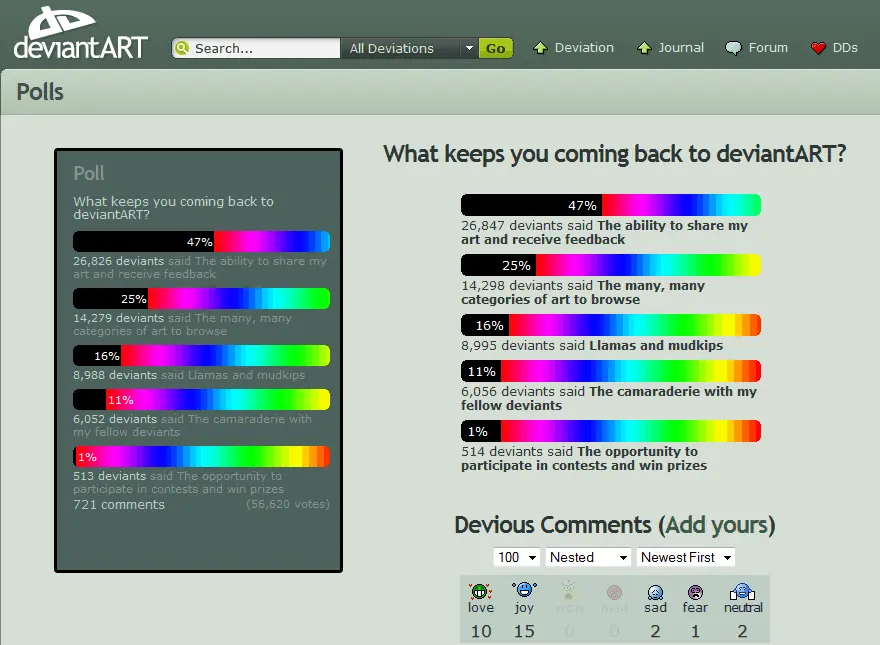 deviantART
Search...
All Deviations
Go
Deviation
Journal
Forum
DDs
Polls
Poll
What keeps you coming back to
deviantART?
47%
26,826 deviants said The ability to share my
art and receive feedback
25%
14,279 deviants said The many, many
categories of art to browse
16%
8,988 deviants said Llamas and mudkips
11%
6,052 deviants said The camaraderie with
my fellow deviants
1%
513 deviants said The opportunity to
participate in contests and win prizes
721 comments (56,620 votes)
What keeps you coming back to deviantART?
47%
26,847 deviants said The ability to share my
art and receive feedback
25%
14,298 deviants said The many, many
categories of art to browse
16%
8,995 deviants said Llamas and mudkips
11%
6,056 deviants said The camaraderie with my
fellow deviants
1%
514 deviants said The opportunity to
participate in contests and win prizes
Devious Comments (Add yours)
100 Nested Newest First
love joy wow mad sad fear neutral
10 15 0 0 2 1 2